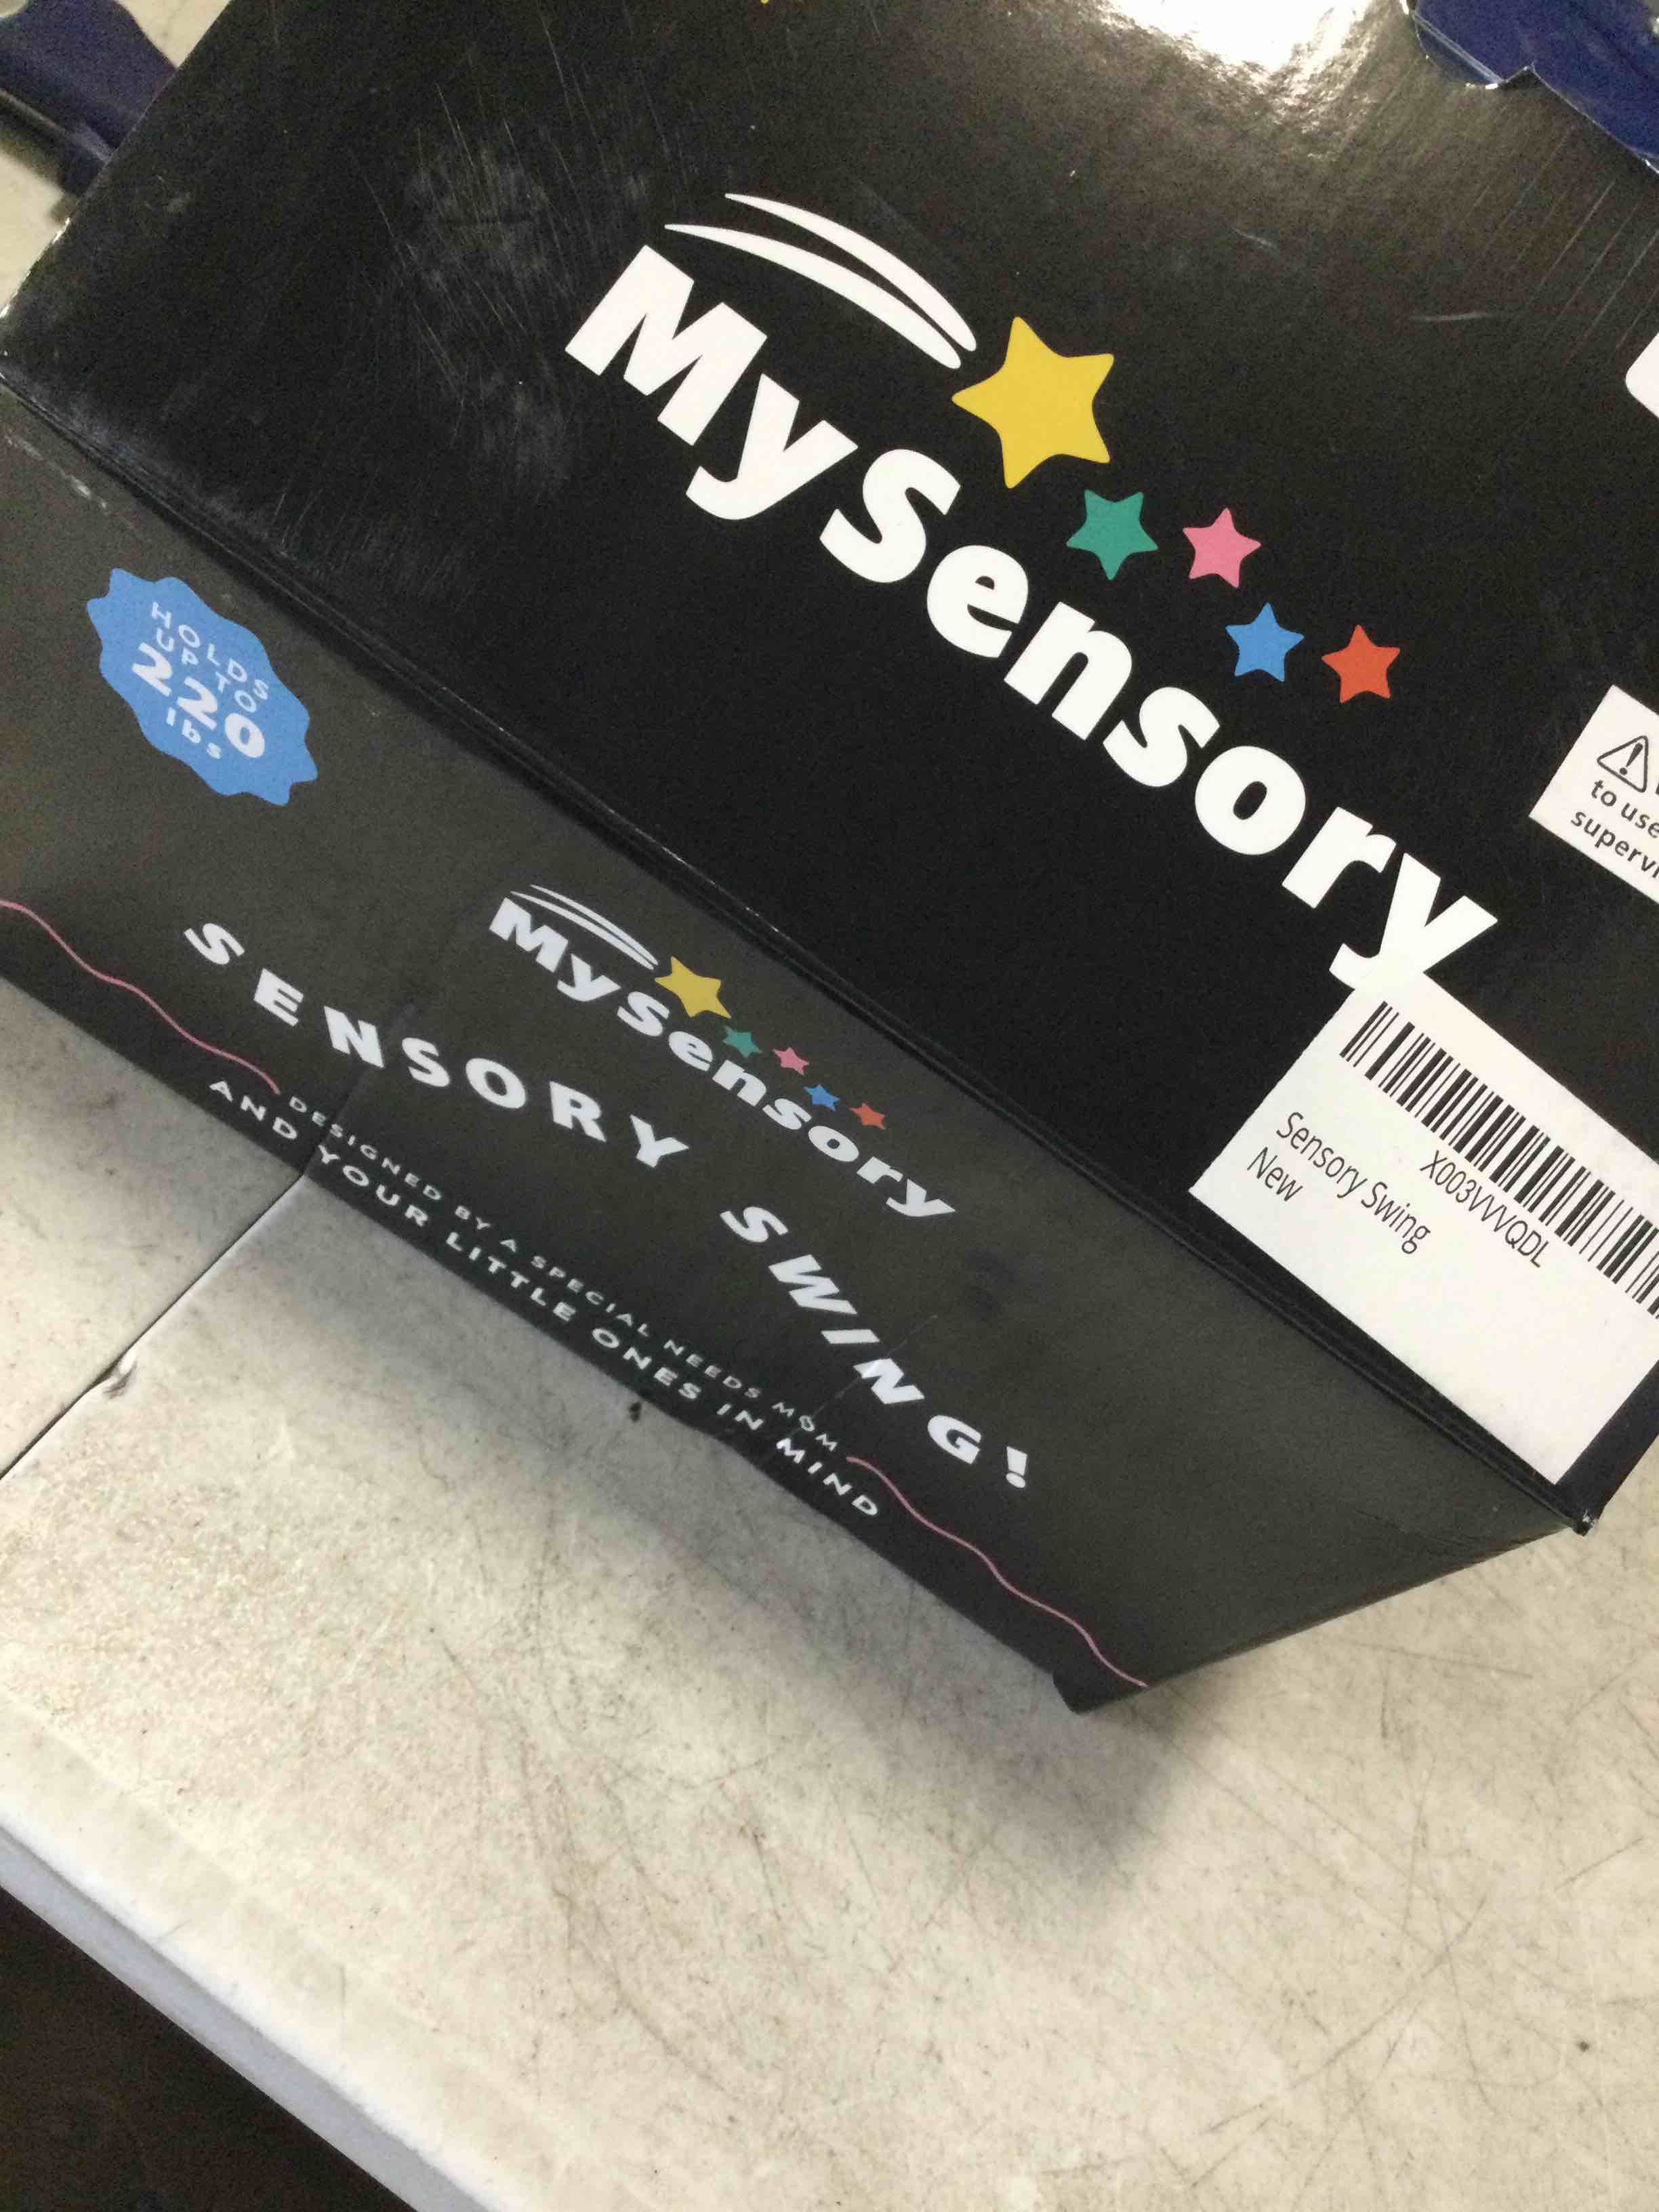 MySensory
to use
X003VVVQDL
Sensory Swing
New
HOLDS
UP TO
220
lbs
MySensory
SENSORY SWING!
DESIGNED BY A SPECIAL NEEDS MOM
AND YOUR LITTLE ONES IN MIND